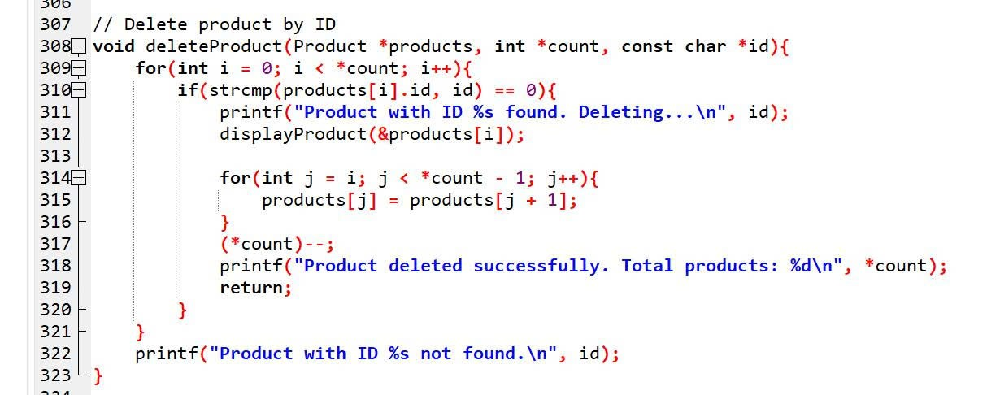 306
307 // Delete product by ID
308 void deleteProduct(Product *products, int *count, const char *id){
309     for(int i = 0; i < *count; i++){
310         if(strcmp(products[i].id, id) == 0){
311             printf("Product with ID %s found. Deleting...\n", id);
312             displayProduct(&products[i]);
313
314             for(int j = i; j < *count - 1; j++){
315                 products[j] = products[j + 1];
316             }
317             (*count)--;
318             printf("Product deleted successfully. Total products: %d\n", *count);
319             return;
320         }
321     }
322     printf("Product with ID %s not found.\n", id);
323 }
324